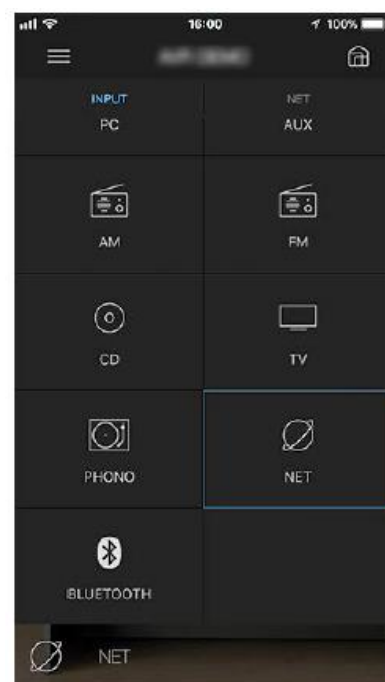 16:00 100%
INPUT NET
PC AUX
AM FM
CD TV
PHONO NET
BLUETOOTH
NET